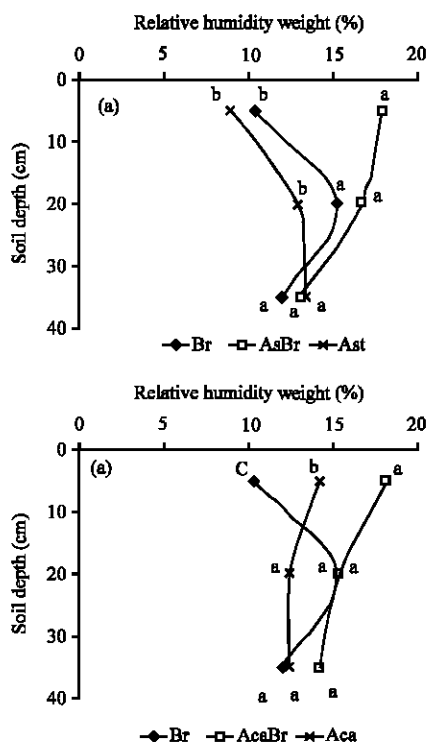 Relative humidity weight (%)
0 5 10 15 20
0
(a)
b b a
10
b a a
20
Soil depth (cm)
30
a a a
40
Br AsBr Ast
Relative humidity weight (%)
0 5 10 15 20
0
(a)
C b a
10
a a a
20
Soil depth (cm)
30
a a a
40
Br AcaBr Aca